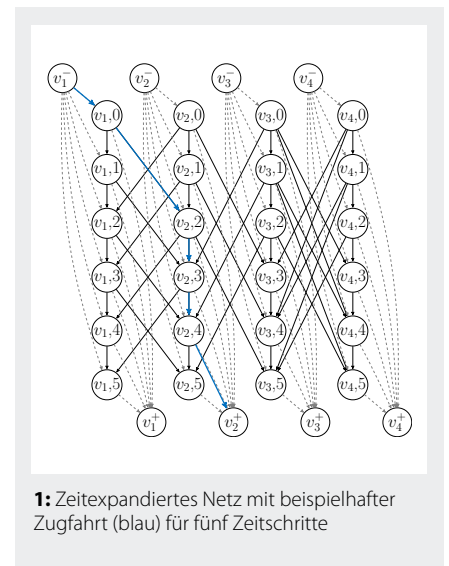 v₁⁻ v₂⁻ v₃⁻ v₄⁻
v₁,0 v₂,0 v₃,0 v₄,0
v₁,1 v₂,1 v₃,1 v₄,1
v₁,2 v₂,2 v₃,2 v₄,2
v₁,3 v₂,3 v₃,3 v₄,3
v₁,4 v₂,4 v₃,4 v₄,4
v₁,5 v₂,5 v₃,5 v₄,5
v₁⁺ v₂⁺ v₃⁺ v₄⁺
1: Zeitexpandiertes Netz mit beispielhafter
Zugfahrt (blau) für fünf Zeitschritte